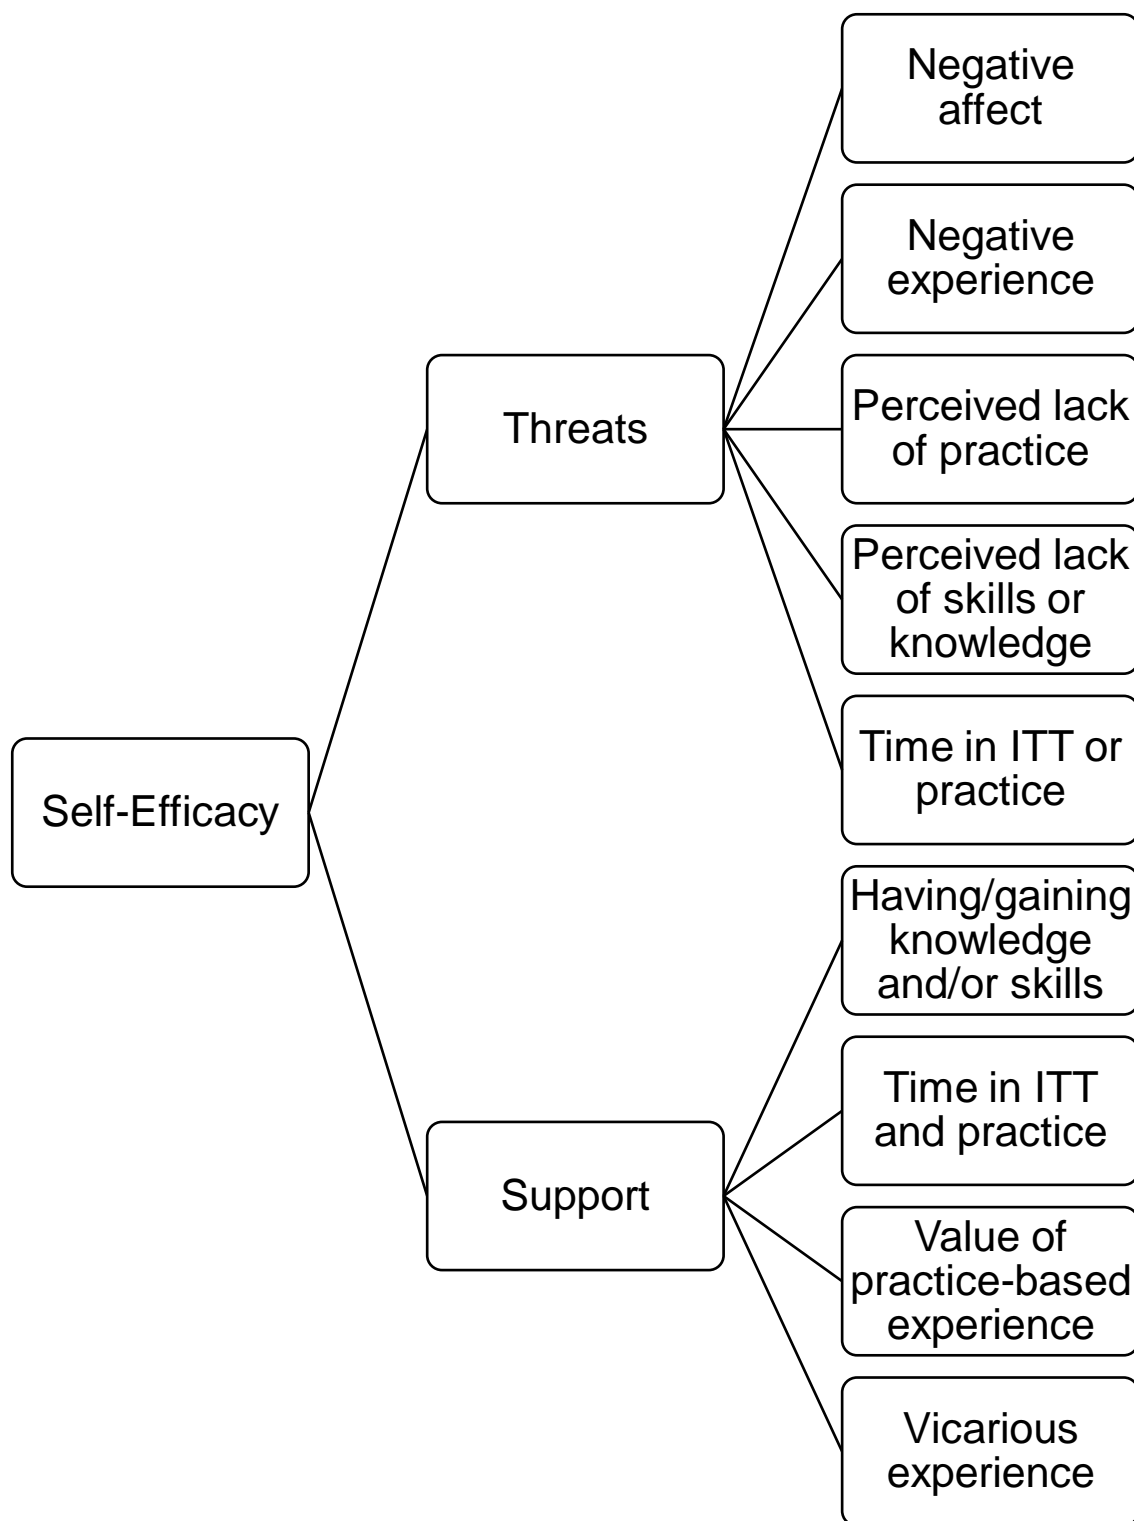 Negative
affect
Negative
experience
Threats
Perceived lack
of practice
Perceived lack
of skills or
knowledge
Time in ITT or
practice
Self-Efficacy
Having/gaining
knowledge
and/or skills
Time in ITT
and practice
Support
Value of
practice-based
experience
Vicarious
experience